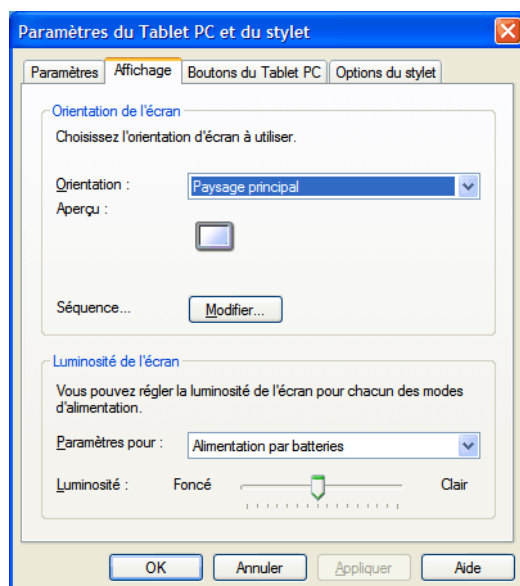 Paramètres du Tablet PC et du stylet
Paramètres Affichage Boutons du Tablet PC Options du stylet
Orientation de l'écran
Choisissez l'orientation d'écran à utiliser.
Orientation : Paysage principal
Aperçu :
Séquence... Modifier...
Luminosité de l'écran
Vous pouvez régler la luminosité de l'écran pour chacun des modes
d'alimentation.
Paramètres pour : Alimentation par batteries
Luminosité : Foncé Clair
OK Annuler Appliquer Aide